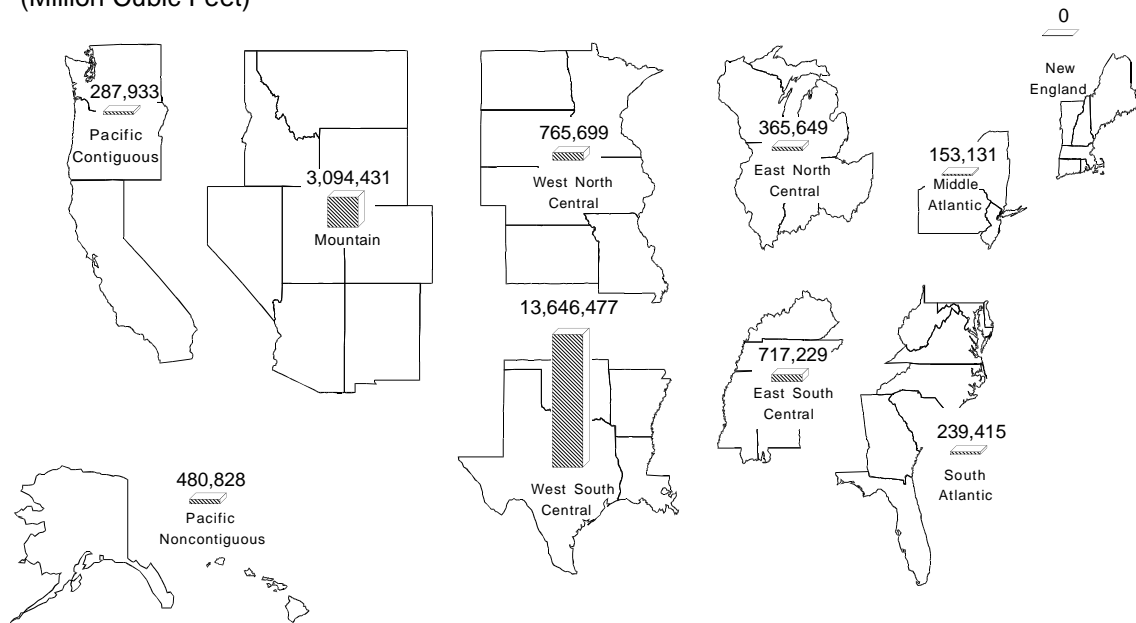 (Million Cubic Feet)
0
New
England
287,933
Pacific
Contiguous
3,094,431
Mountain
765,699
West North
Central
365,649
East North
Central
153,131
Middle
Atlantic
13,646,477
West South
Central
717,229
East South
Central
239,415
South
Atlantic
480,828
Pacific
Noncontiguous